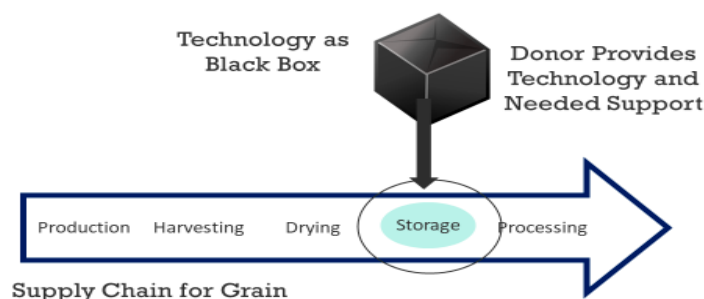 Technology as
Black Box
Donor Provides
Technology and
Needed Support
Production Harvesting Drying Storage Processing
Supply Chain for Grain